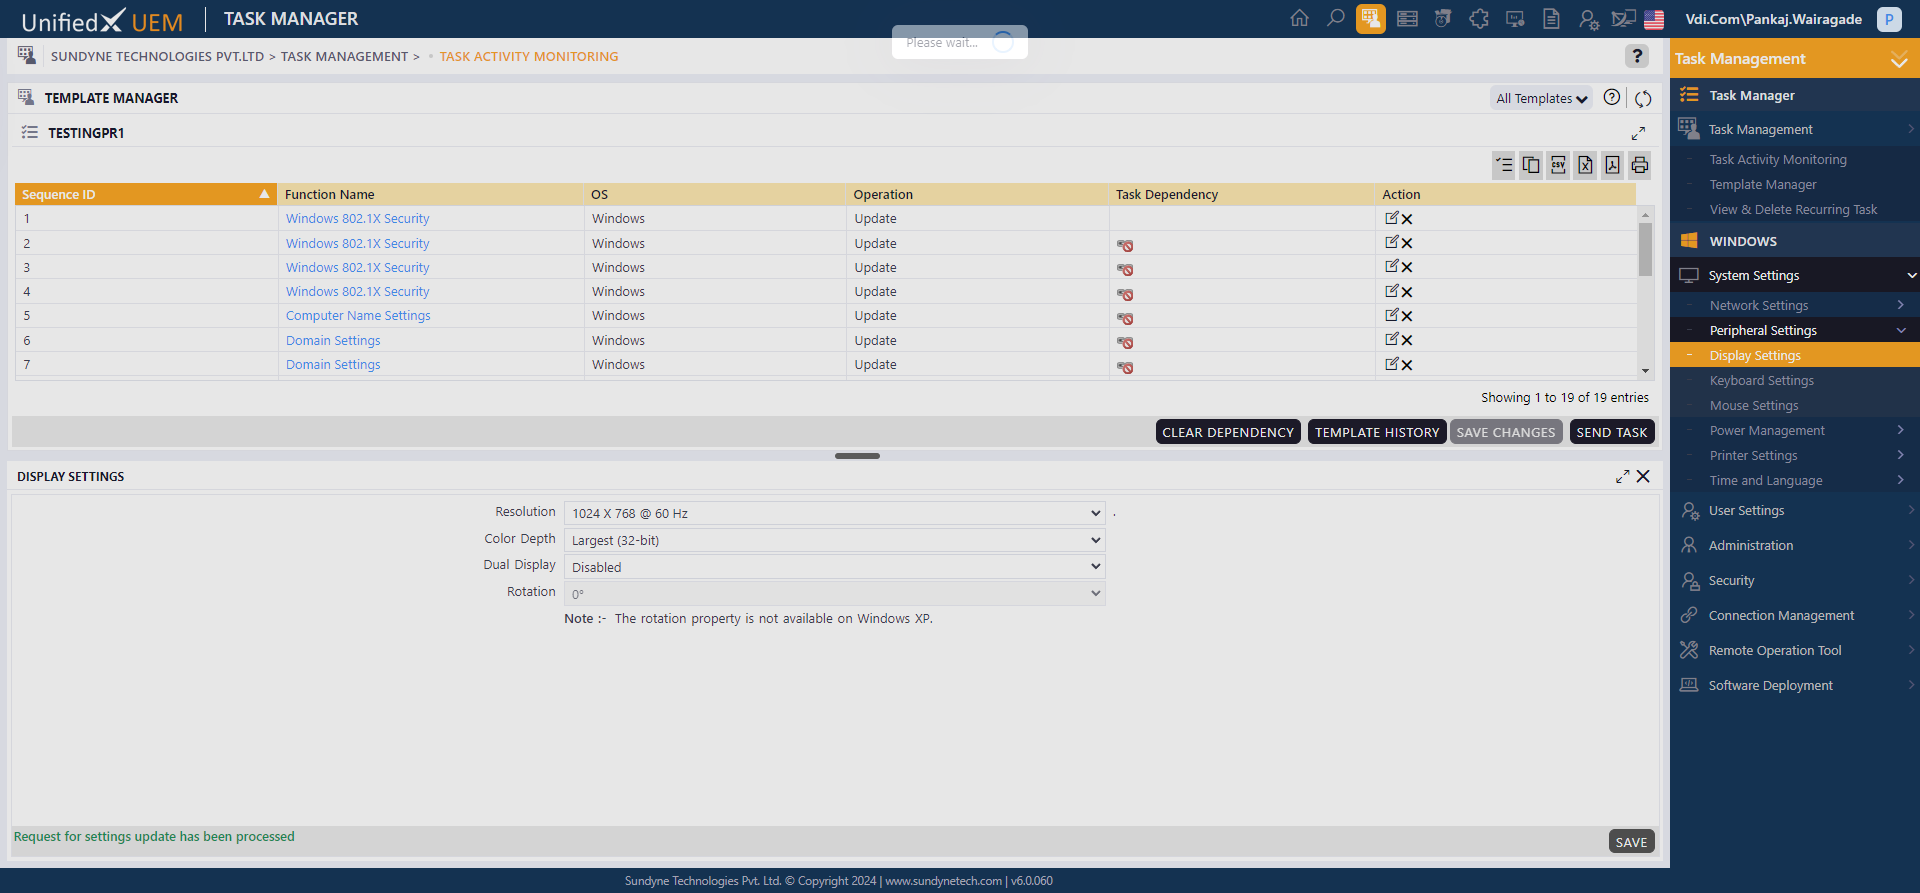 UnifiedX UEM
TASK MANAGER
Please wait...
Vdi.Com\Pankaj.Wairagade
P
SUNDYNE TECHNOLOGIES PVT.LTD > TASK MANAGEMENT > • TASK ACTIVITY MONITORING
?
TEMPLATE MANAGER
All Templates
?
TESTINGPR1
CSV
Sequence ID Function Name OS Operation Task Dependency Action
1 Windows 802.1X Security Windows Update
2 Windows 802.1X Security Windows Update
3 Windows 802.1X Security Windows Update
4 Windows 802.1X Security Windows Update
5 Computer Name Settings Windows Update
6 Domain Settings Windows Update
7 Domain Settings Windows Update
Showing 1 to 19 of 19 entries
CLEAR DEPENDENCY TEMPLATE HISTORY SAVE CHANGES SEND TASK
DISPLAY SETTINGS
Resolution 1024 X 768 @ 60 Hz .
Color Depth Largest (32-bit)
Dual Display Disabled
Rotation 0°
Note :- The rotation property is not available on Windows XP.
Request for settings update has been processed
SAVE
Task Management
Task Manager
Task Management
Task Activity Monitoring
Template Manager
View & Delete Recurring Task
WINDOWS
System Settings
Network Settings
Peripheral Settings
Display Settings
Keyboard Settings
Mouse Settings
Power Management
Printer Settings
Time and Language
User Settings
Administration
Security
Connection Management
Remote Operation Tool
Software Deployment
Sundyne Technologies Pvt. Ltd. © Copyright 2024 | www.sundynetech.com | v6.0.060